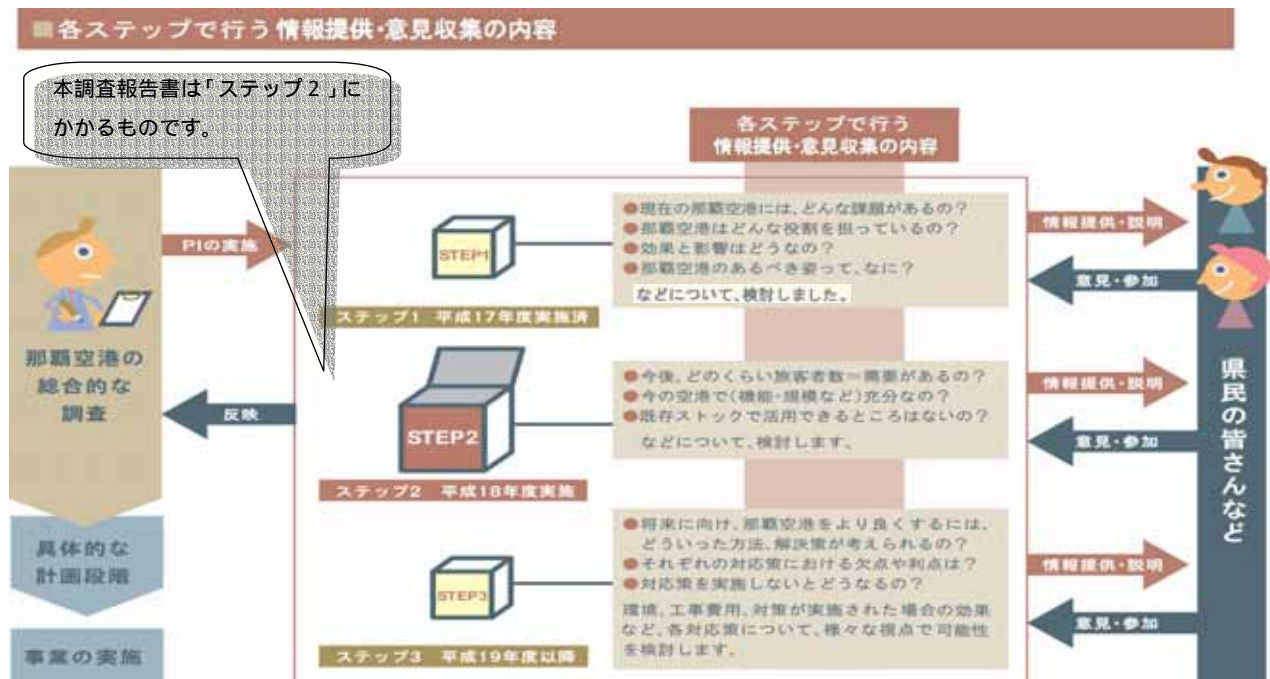 ■各ステップで行う情報提供・意見収集の内容
本調査報告書は「ステップ2」に
かかるものです。
各ステップで行う
情報提供・意見収集の内容
那覇空港の
総合的な
調査
具体的な
計画段階
事業の実施
PIの実施
反映
STEP1
ステップ1 平成17年度実施済
●現在の那覇空港には、どんな課題があるの?
●那覇空港はどんな役割を担っているの?
●効果と影響はどうなの?
●那覇空港のあるべき姿って、なに?
などについて、検討しました。
情報提供・説明
意見・参加
STEP2
ステップ2 平成18年度実施
●今後、どのくらい旅客者数=需要があるの?
●今の空港で(機能・規模など)充分なの?
●既存ストックで活用できるところはないの?
などについて、検討します。
情報提供・説明
意見・参加
STEP3
ステップ3 平成19年度以降
●将来に向け、那覇空港をより良くするには、
どういった方法、解決策が考えられるの?
●それぞれの対応策における欠点や利点は?
●対応策を実施しないとどうなるの?
環境、工事費用、対策が実施された場合の効果
など、各対応策について、様々な視点で可能性
を検討します。
情報提供・説明
意見・参加
県民の皆さんなど